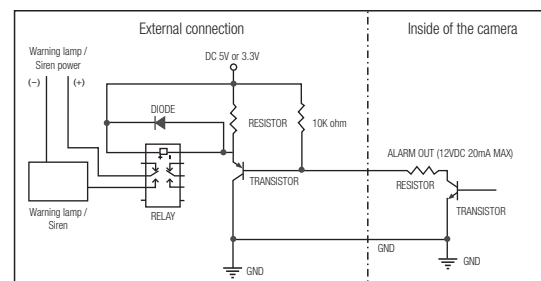 External connection
Inside of the camera
Warning lamp /
Siren power
(−)
(+)
DC 5V or 3.3V
DIODE
RESISTOR
10K ohm
+
-
ALARM OUT (12VDC 20mA MAX)
RESISTOR
TRANSISTOR
TRANSISTOR
Warning lamp /
Siren
RELAY
GND
GND
GND